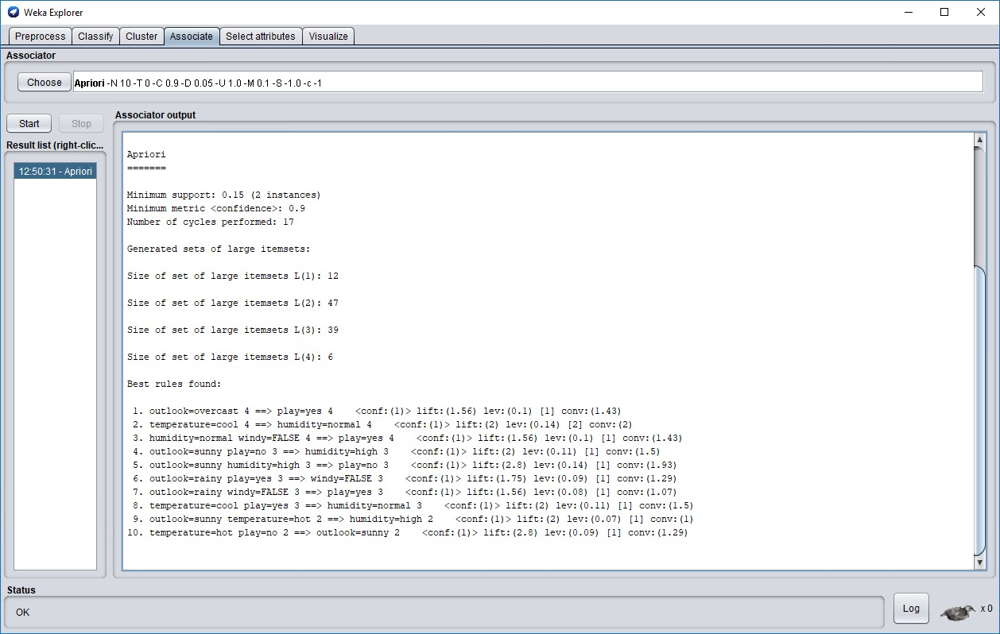 Weka Explorer
Preprocess Classify Cluster Associate Select attributes Visualize
Associator
Choose Apriori -N 10 -T 0 -C 0.9 -D 0.05 -U 1.0 -M 0.1 -S -1.0 -c -1
Start Stop
Result list (right-clic...
12:50:31 - Apriori
Associator output
Apriori
=======
Minimum support: 0.15 (2 instances)
Minimum metric <confidence>: 0.9
Number of cycles performed: 17
Generated sets of large itemsets:
Size of set of large itemsets L(1): 12
Size of set of large itemsets L(2): 47
Size of set of large itemsets L(3): 39
Size of set of large itemsets L(4): 6
Best rules found:
1. outlook=overcast 4 ==> play=yes 4    <conf:(1)> lift:(1.56) lev:(0.1) [1] conv:(1.43)
2. temperature=cool 4 ==> humidity=normal 4    <conf:(1)> lift:(2) lev:(0.14) [2] conv:(2)
3. humidity=normal windy=FALSE 4 ==> play=yes 4    <conf:(1)> lift:(1.56) lev:(0.1) [1] conv:(1.43)
4. outlook=sunny play=no 3 ==> humidity=high 3    <conf:(1)> lift:(2) lev:(0.11) [1] conv:(1.5)
5. outlook=sunny humidity=high 3 ==> play=no 3    <conf:(1)> lift:(2.8) lev:(0.14) [1] conv:(1.93)
6. outlook=rainy play=yes 3 ==> windy=FALSE 3    <conf:(1)> lift:(1.75) lev:(0.09) [1] conv:(1.29)
7. outlook=rainy windy=FALSE 3 ==> play=yes 3    <conf:(1)> lift:(1.56) lev:(0.08) [1] conv:(1.07)
8. temperature=cool play=yes 3 ==> humidity=normal 3    <conf:(1)> lift:(2) lev:(0.11) [1] conv:(1.5)
9. outlook=sunny temperature=hot 2 ==> humidity=high 2    <conf:(1)> lift:(2) lev:(0.07) [1] conv:(1)
10. temperature=hot play=no 2 ==> outlook=sunny 2    <conf:(1)> lift:(2.8) lev:(0.09) [1] conv:(1.29)
Status
OK
Log
x 0